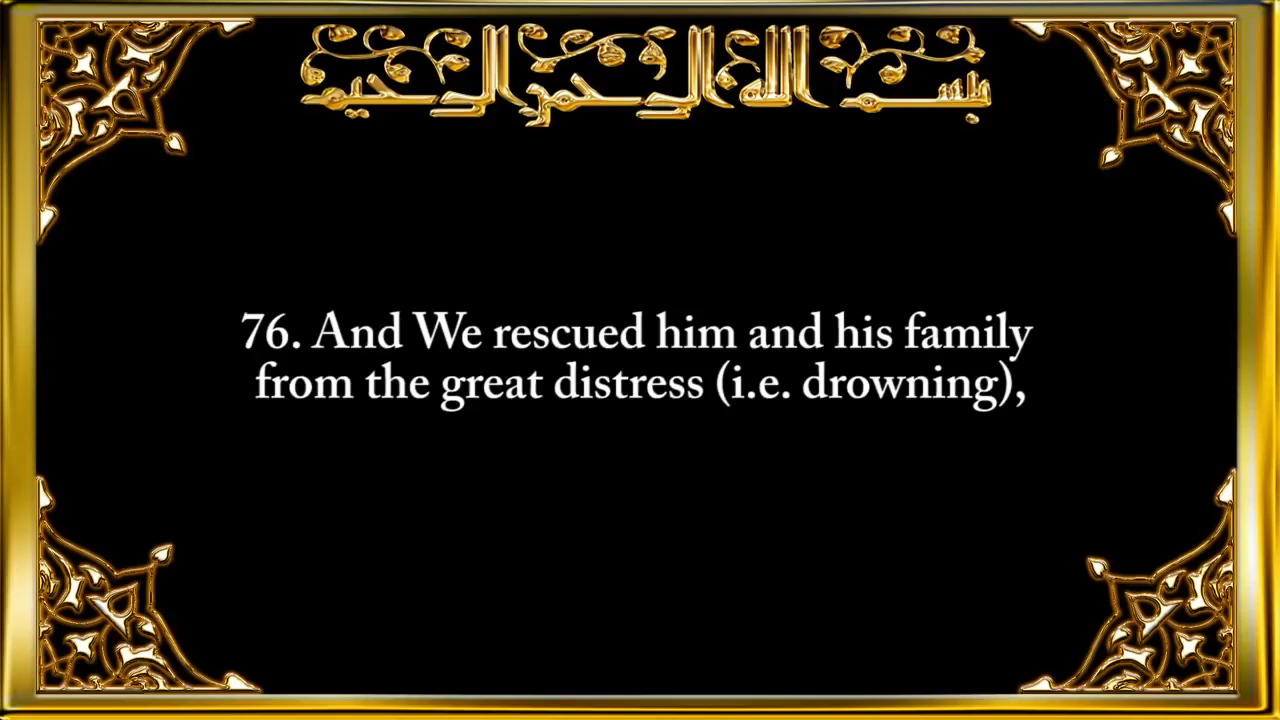 بسم الله الرحمن الرحيم
76. And We rescued him and his family
from the great distress (i.e. drowning),